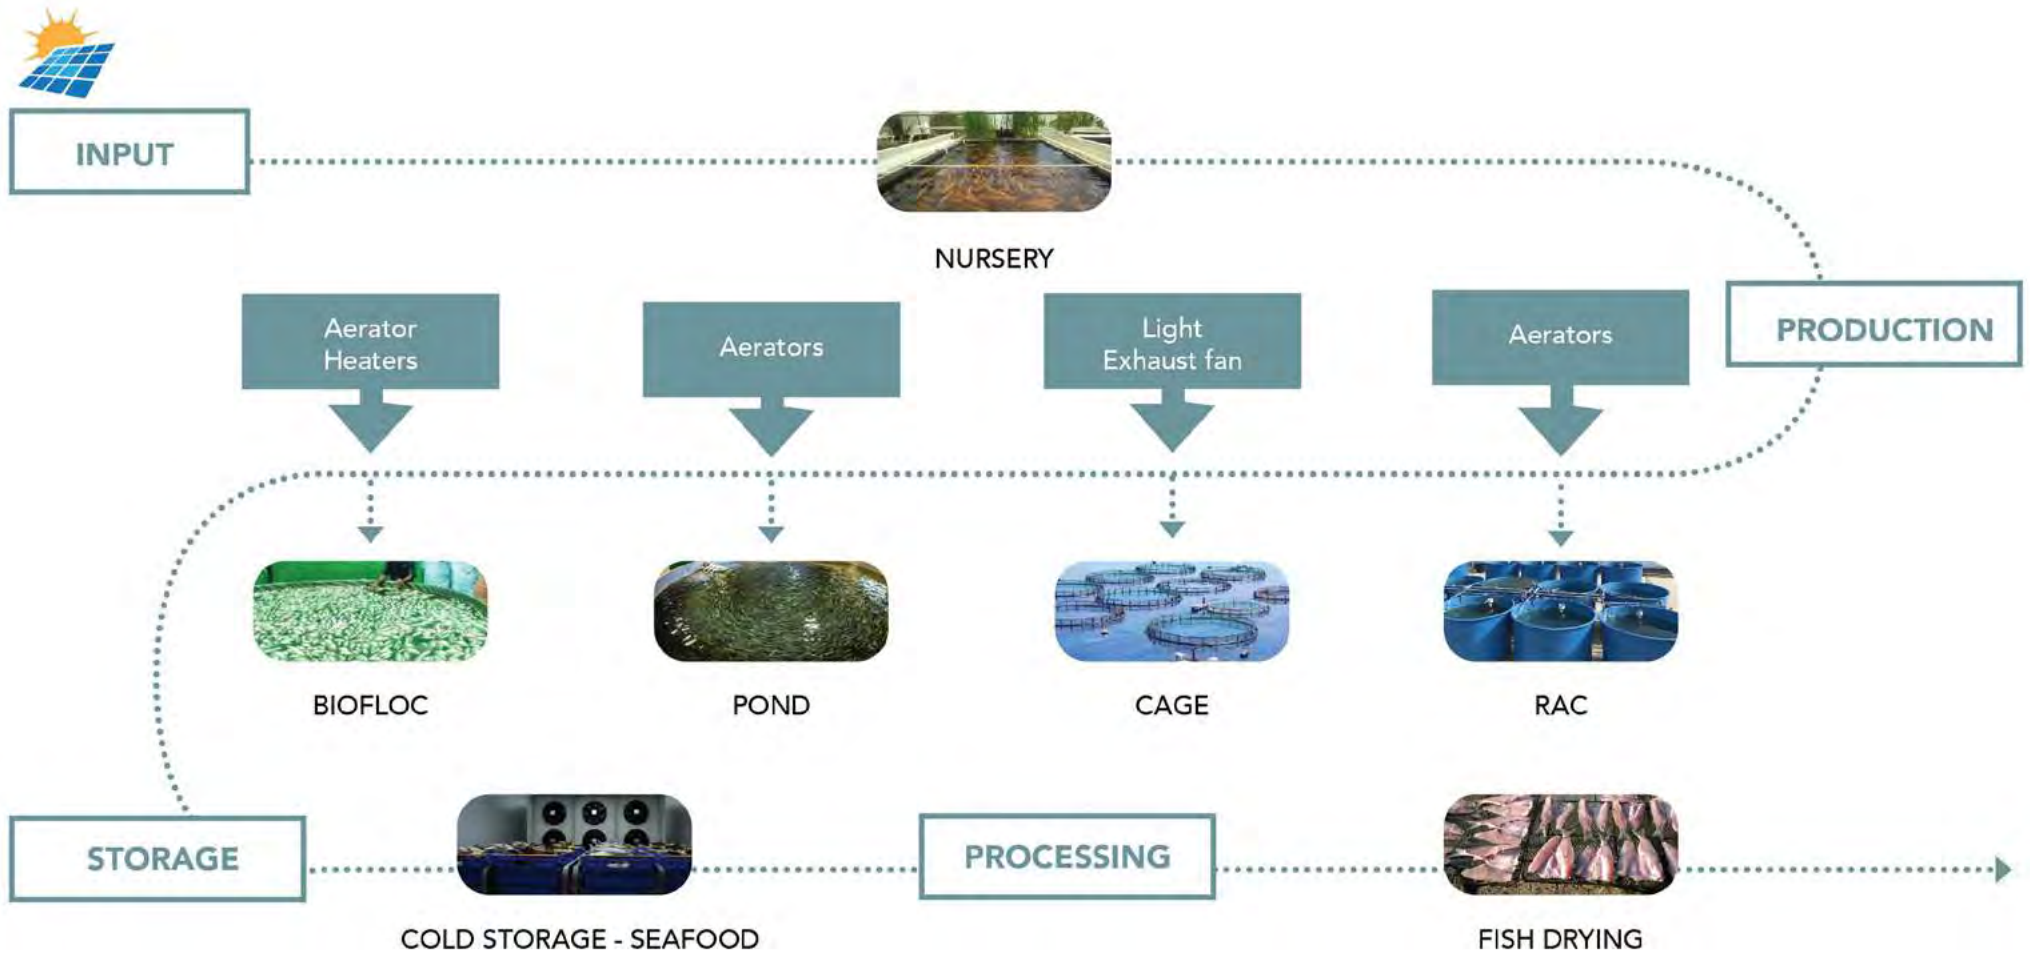 INPUT
NURSERY
Aerator
Heaters
Aerators
Light
Exhaust fan
Aerators
PRODUCTION
BIOFLOC
POND
CAGE
RAC
STORAGE
COLD STORAGE - SEAFOOD
PROCESSING
FISH DRYING